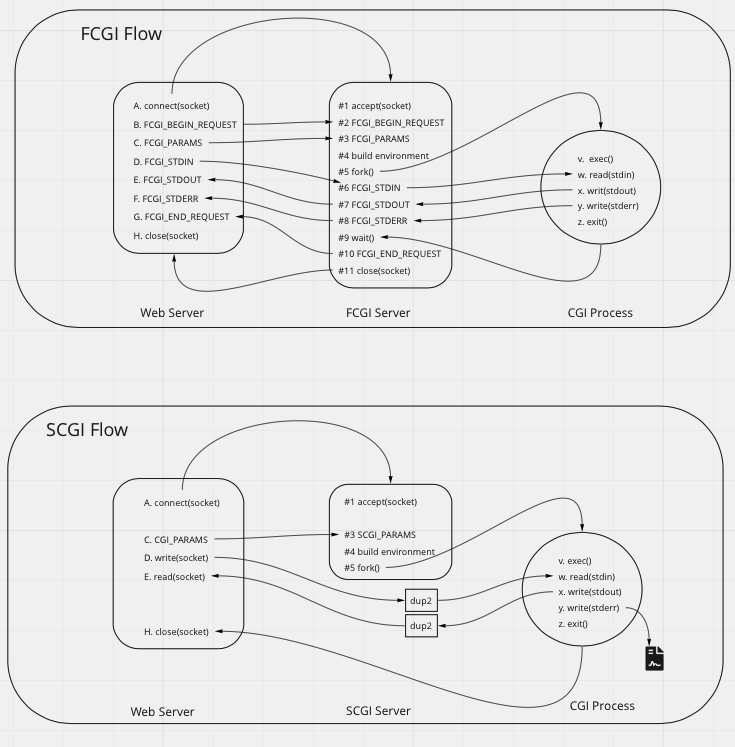 FCGI Flow
A. connect(socket)
B. FCGI_BEGIN_REQUEST
C. FCGI_PARAMS
D. FCGI_STDIN
E. FCGI_STDOUT
F. FCGI_STDERR
G. FCGI_END_REQUEST
H. close(socket)
Web Server
#1 accept(socket)
#2 FCGI_BEGIN_REQUEST
#3 FCGI_PARAMS
#4 build environment
#5 fork()
#6 FCGI_STDIN
#7 FCGI_STDOUT
#8 FCGI_STDERR
#9 wait()
#10 FCGI_END_REQUEST
#11 close(socket)
FCGI Server
v. exec()
w. read(stdin)
x. writ(stdout)
y. write(stderr)
z. exit()
CGI Process
SCGI Flow
A. connect(socket)
C. CGI_PARAMS
D. write(socket)
E. read(socket)
H. close(socket)
Web Server
#1 accept(socket)
#3 SCGI_PARAMS
#4 build environment
#5 fork()
dup2
dup2
SCGI Server
v. exec()
w. read(stdin)
x. write(stdout)
y. write(stderr)
z. exit()
CGI Process